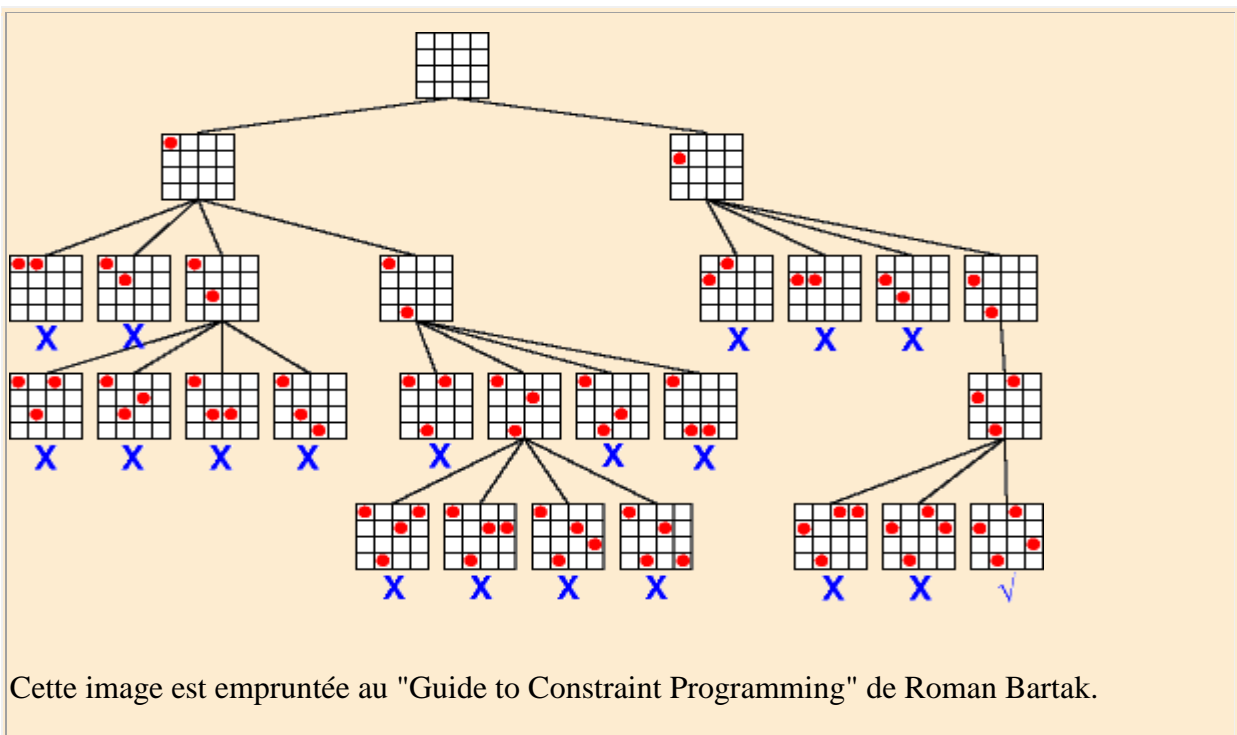 X X X X X
X X X X X X X
X X X X X X √
Cette image est empruntée au "Guide to Constraint Programming" de Roman Bartak.